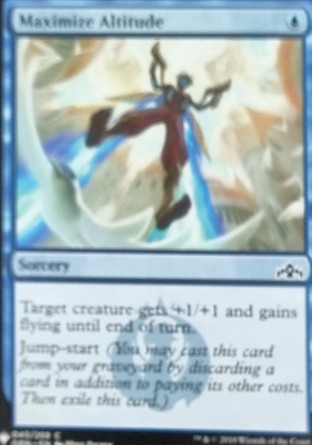 Maximize Altitude
Sorcery
Target creature gets +1/+1 and gains
flying until end of turn.
Jump-start (You may cast this card
from your graveyard by discarding a
card in addition to paying its other costs.
Then exile this card.)